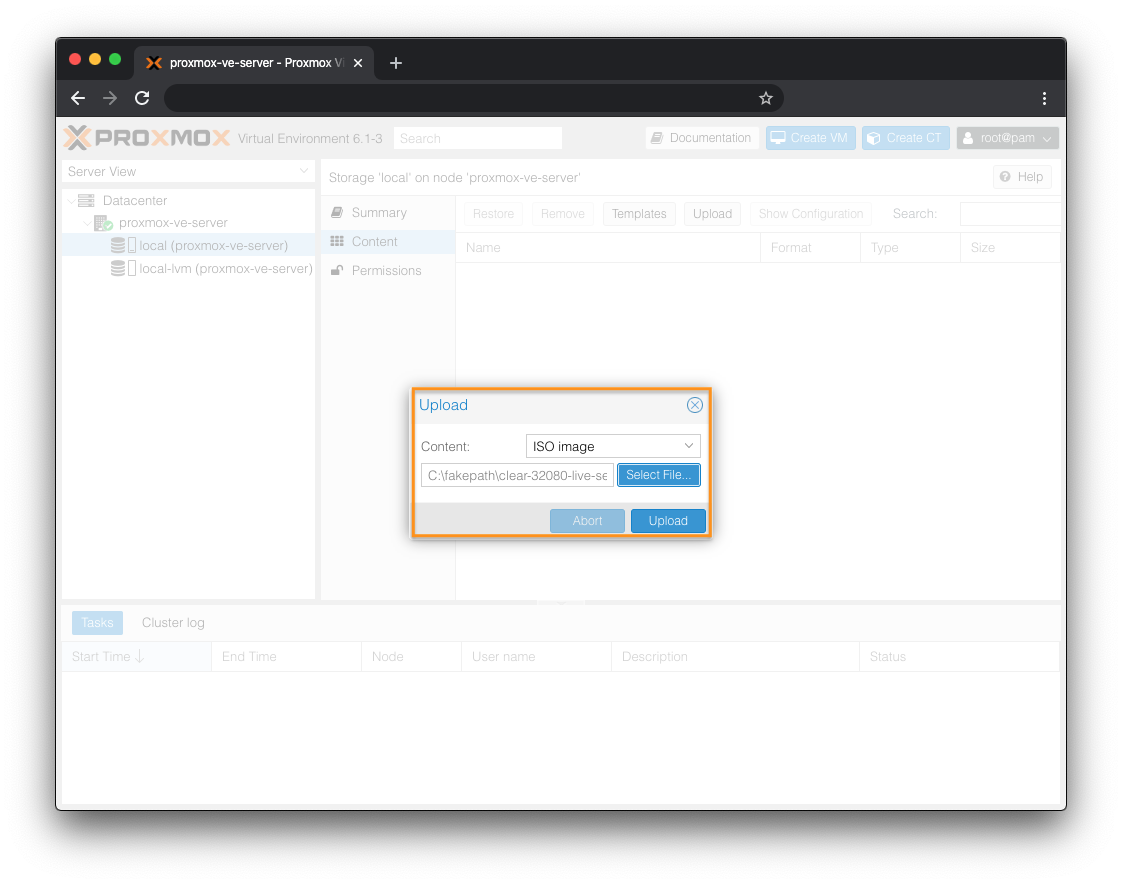 proxmox-ve-server - Proxmox Vi
PROXMOX Virtual Environment 6.1-3 Search Documentation Create VM Create CT root@pam
Server View
Storage 'local' on node 'proxmox-ve-server' Help
Datacenter
proxmox-ve-server
local (proxmox-ve-server)
local-lvm (proxmox-ve-server)
Summary
Content
Permissions
Restore Remove Templates Upload Show Configuration Search:
Name Format Type Size
Upload
Content: ISO image
C:\fakepath\clear-32080-live-se Select File...
Abort Upload
Tasks Cluster log
Start Time End Time Node User name Description Status